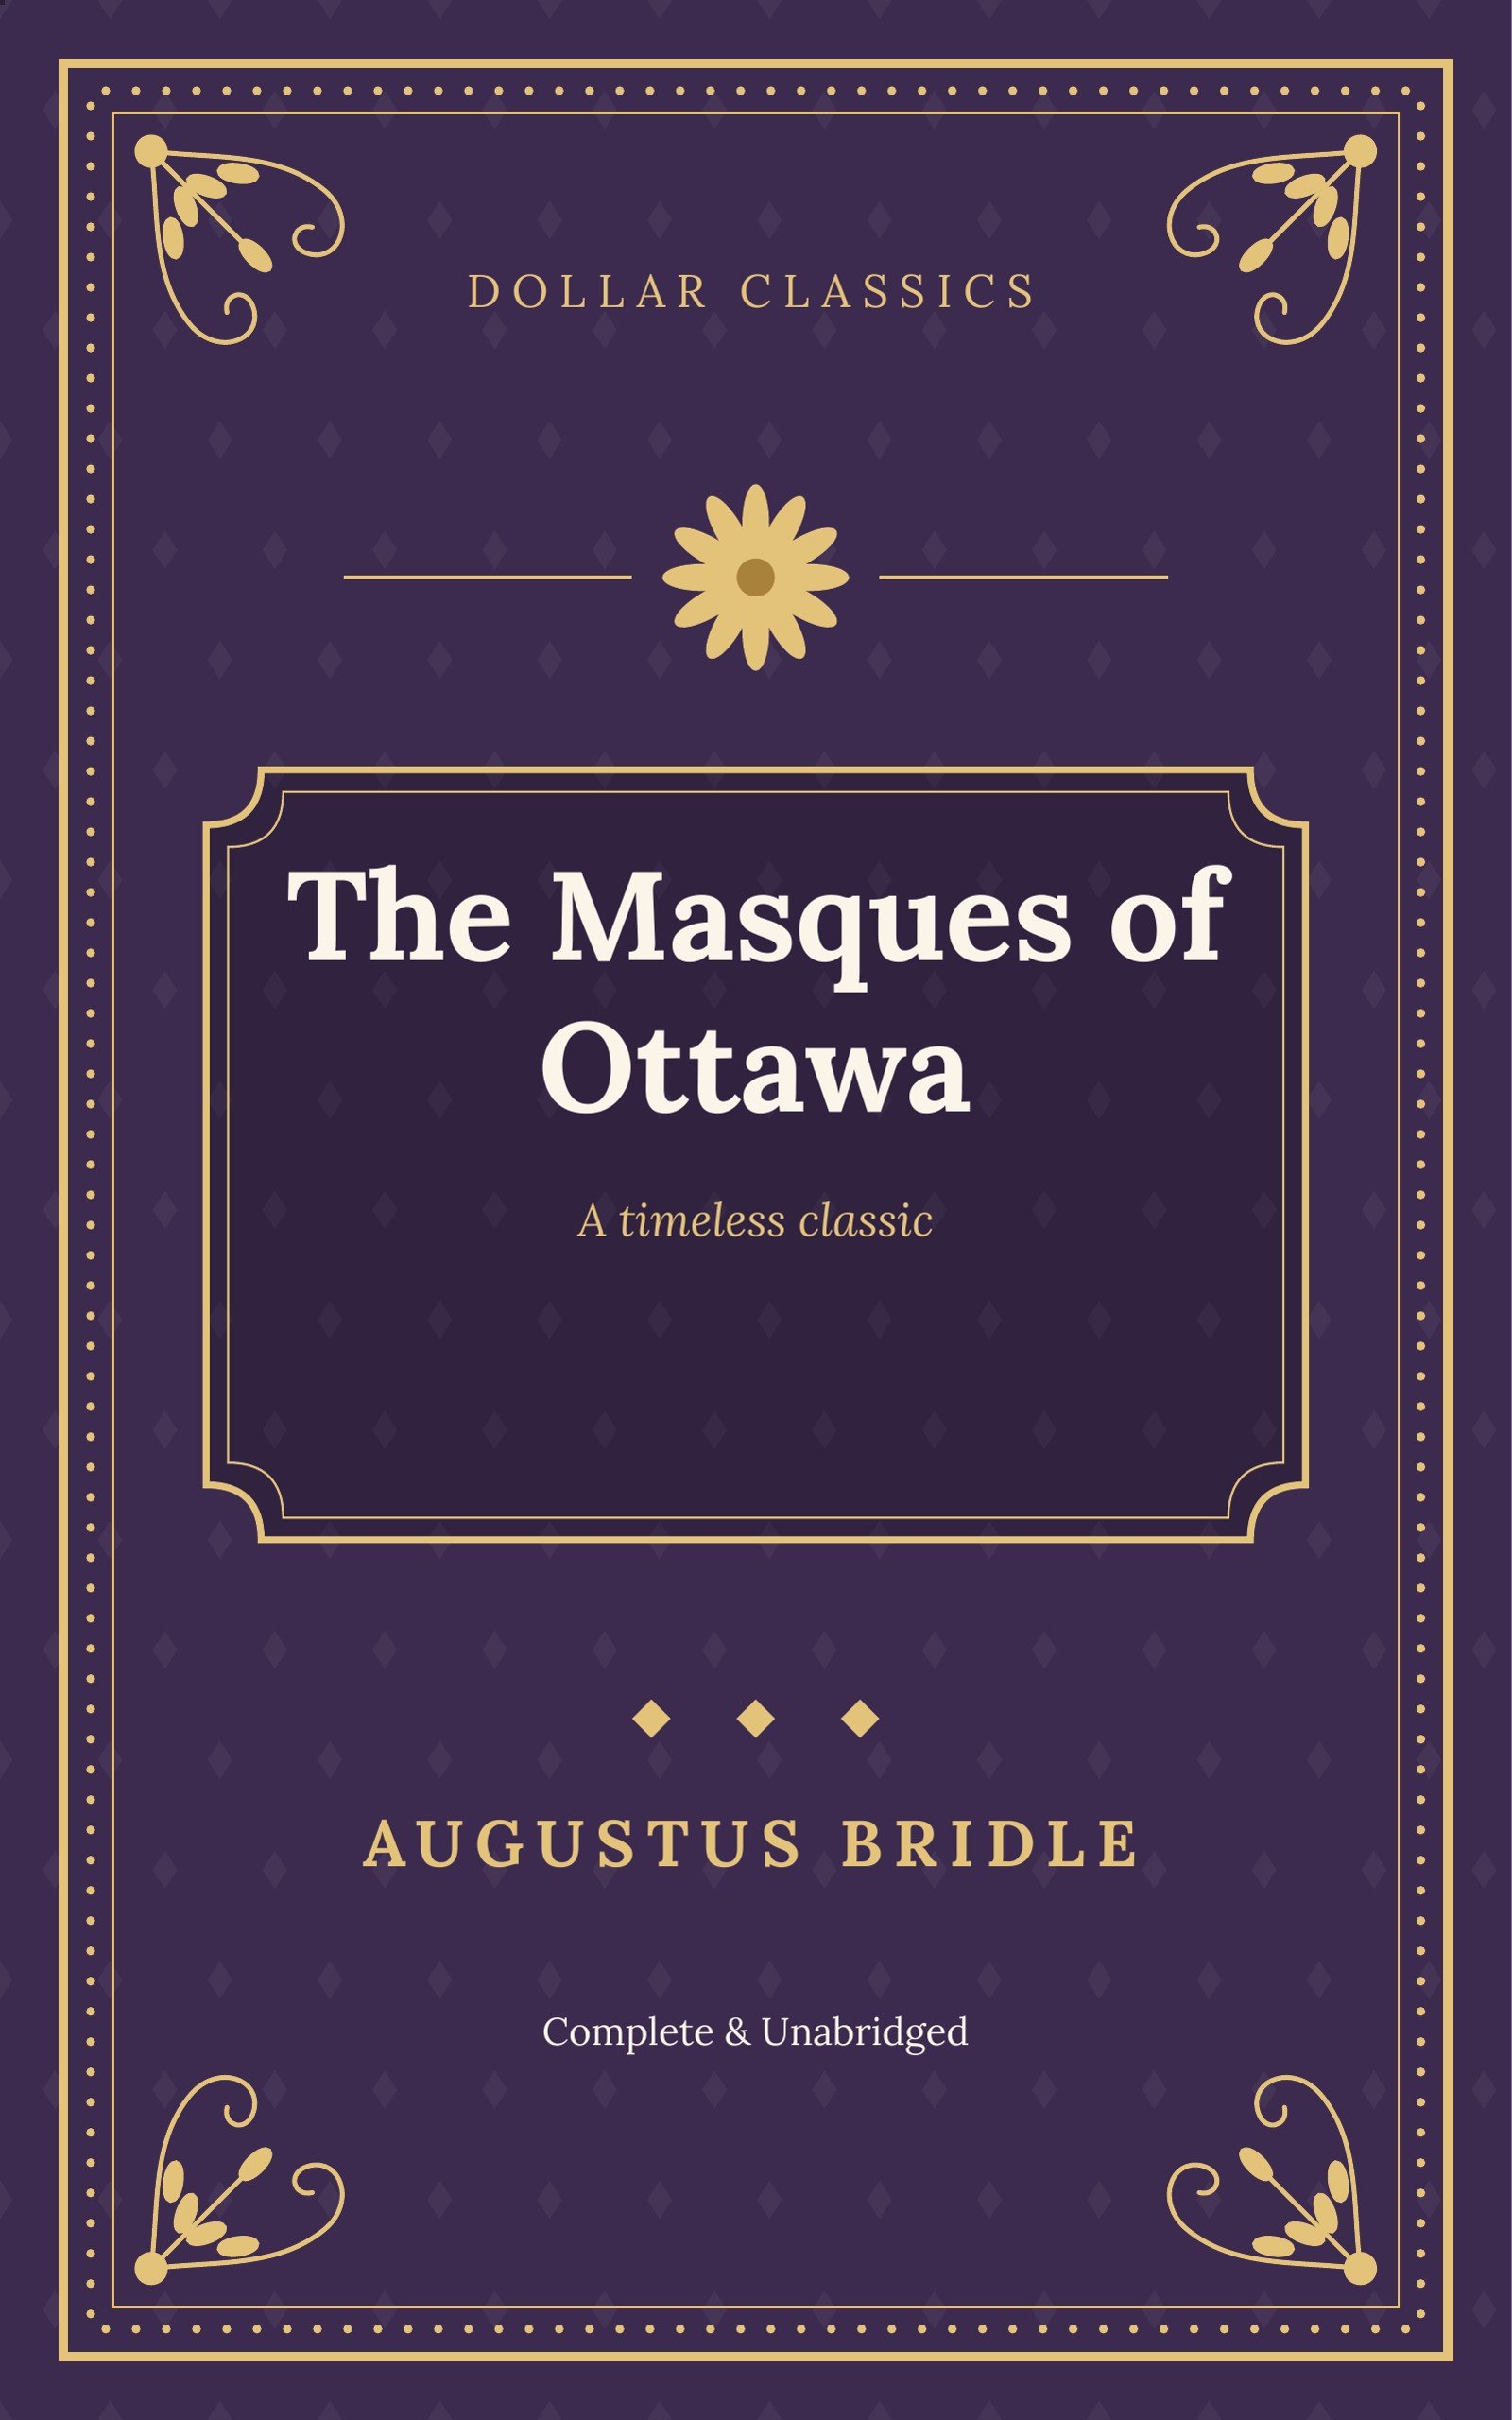 DOLLAR CLASSICS
The Masques of
Ottawa
A timeless classic
AUGUSTUS BRIDLE
Complete & Unabridged